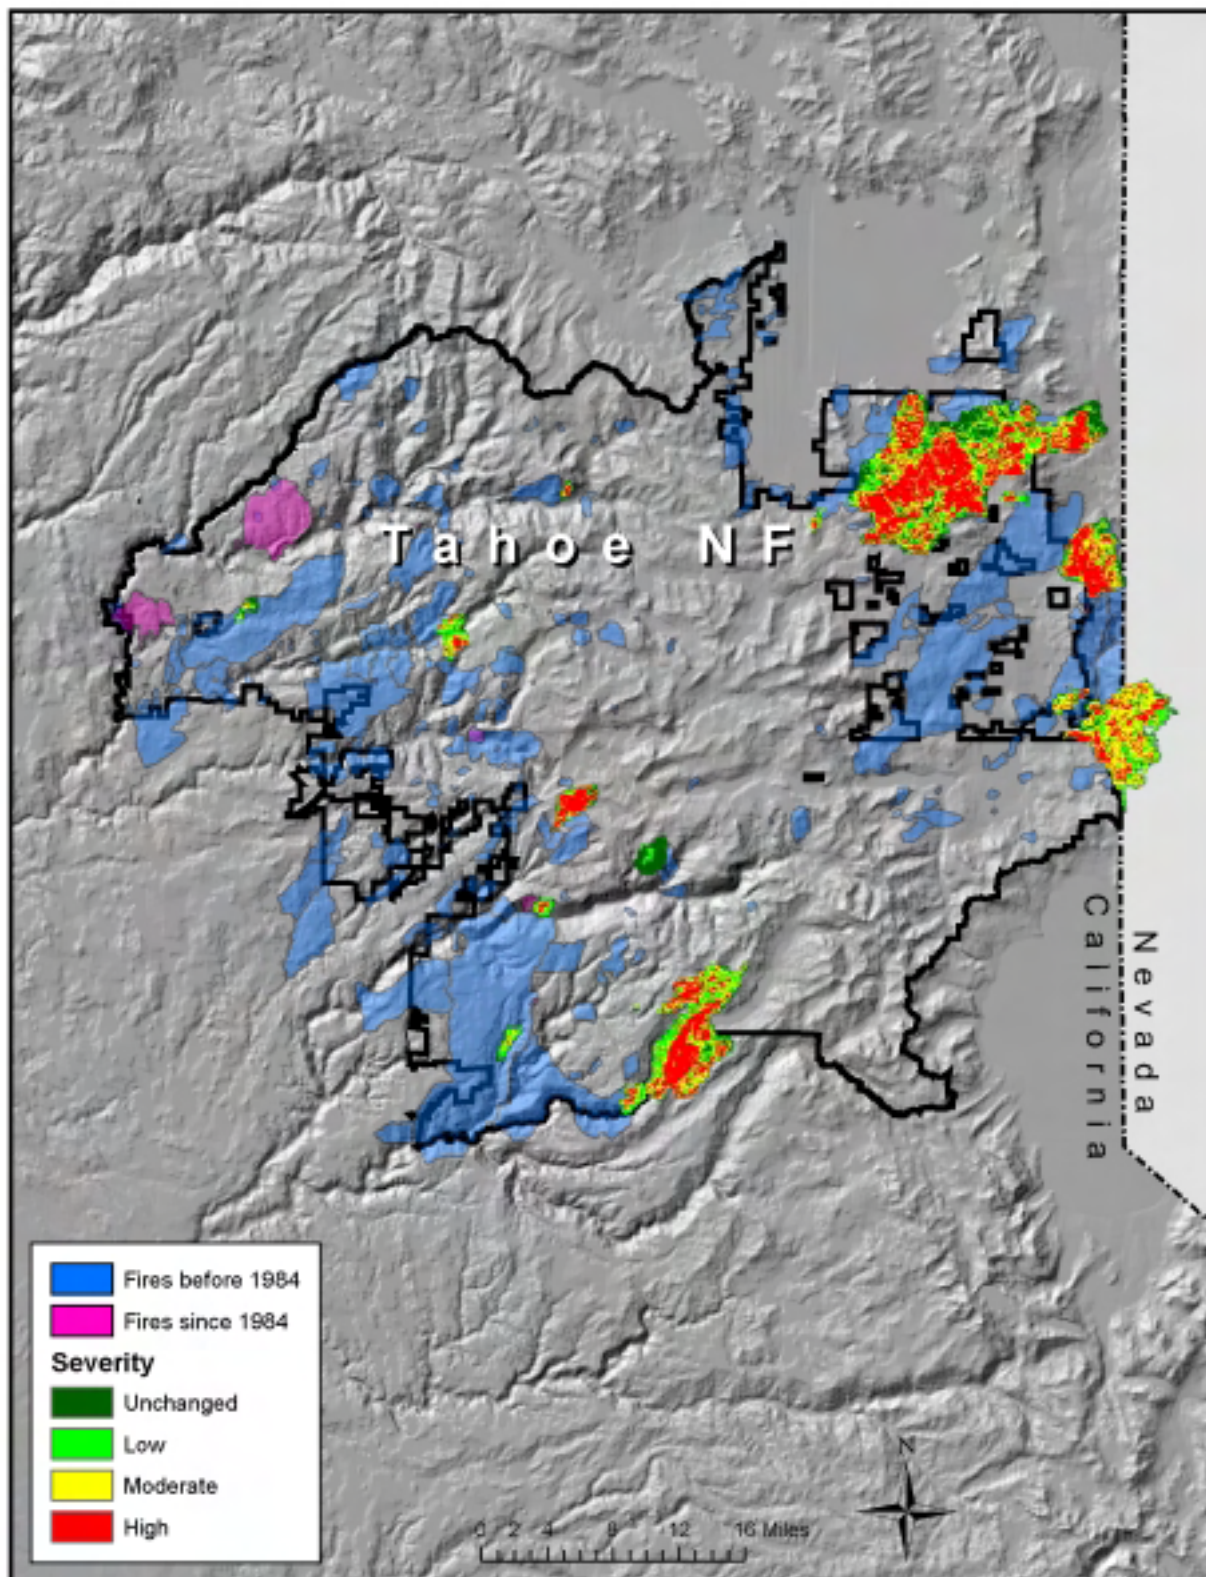 Tahoe NF
California
Nevada
Fires before 1984
Fires since 1984
Severity
Unchanged
Low
Moderate
High
N
0 2 4 8 12 16 Miles